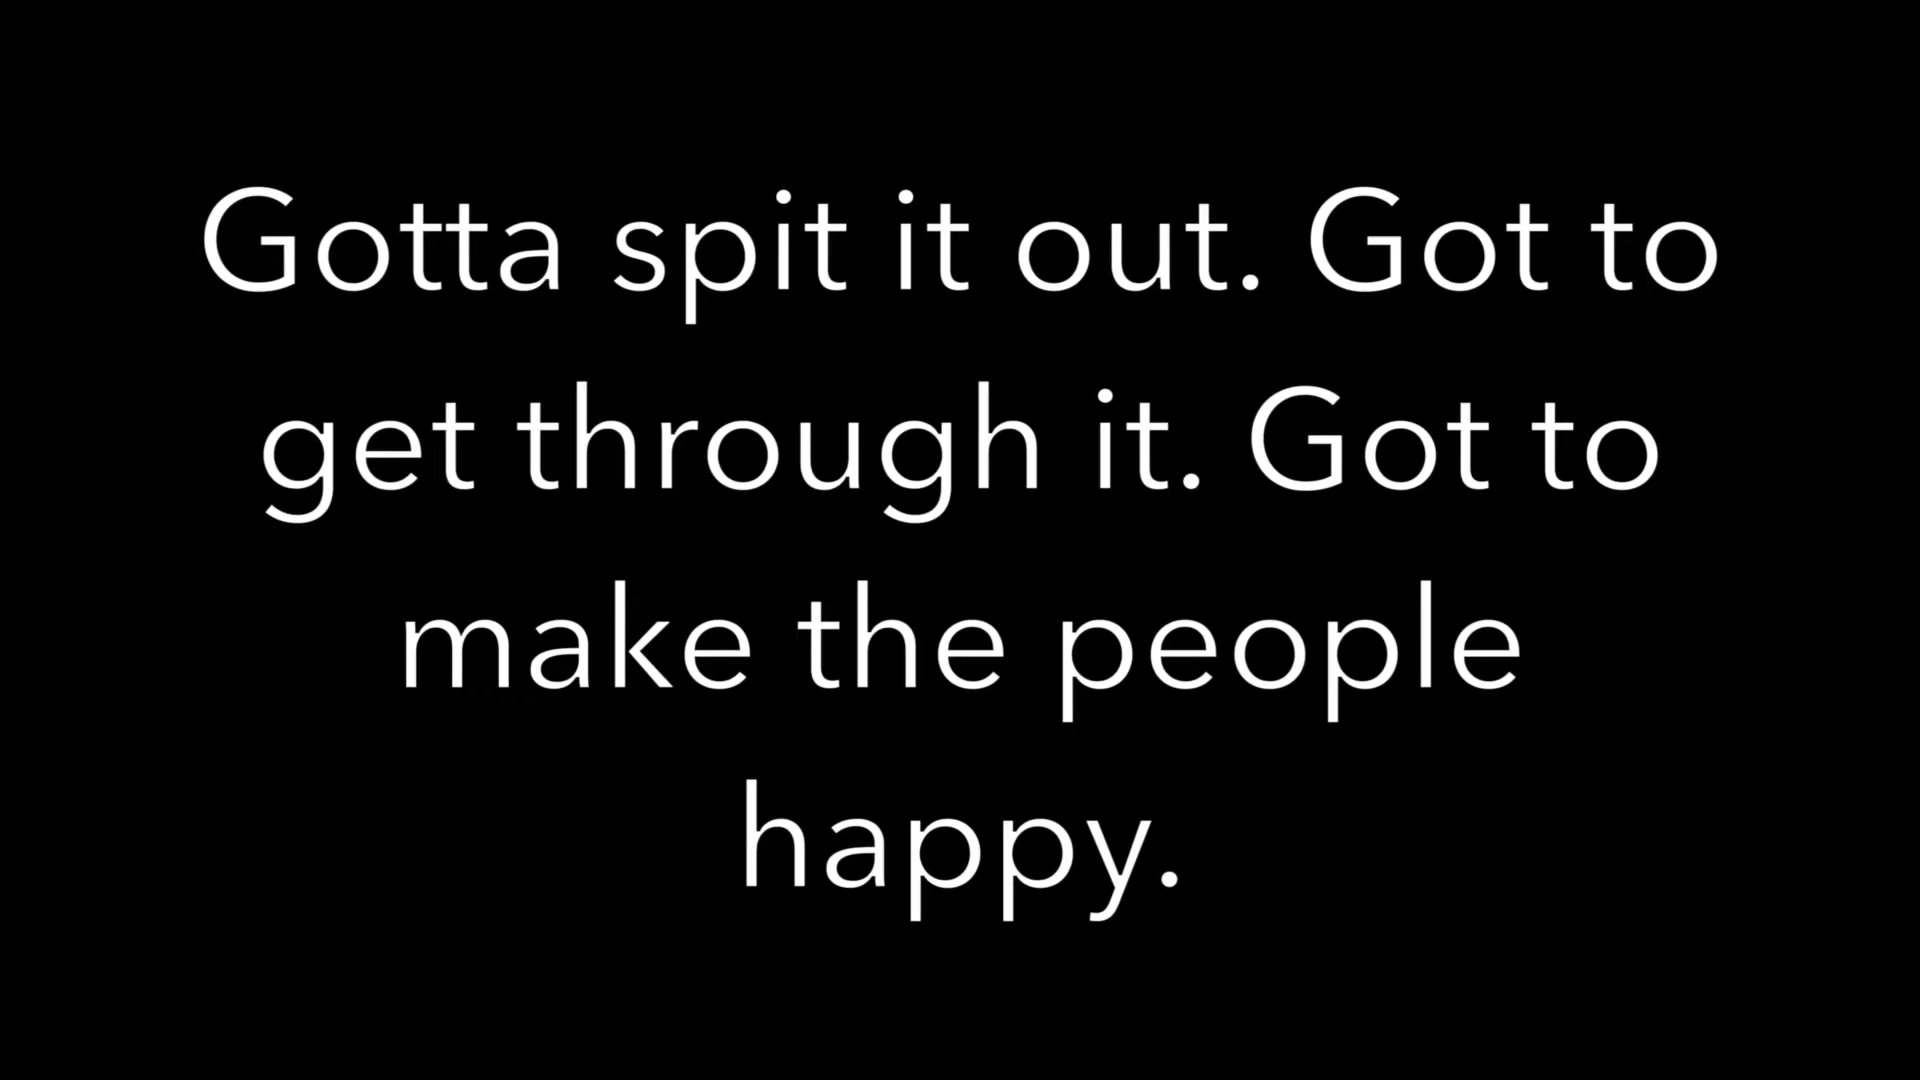 Gotta spit it out. Got to
get through it. Got to
make the people
happy.